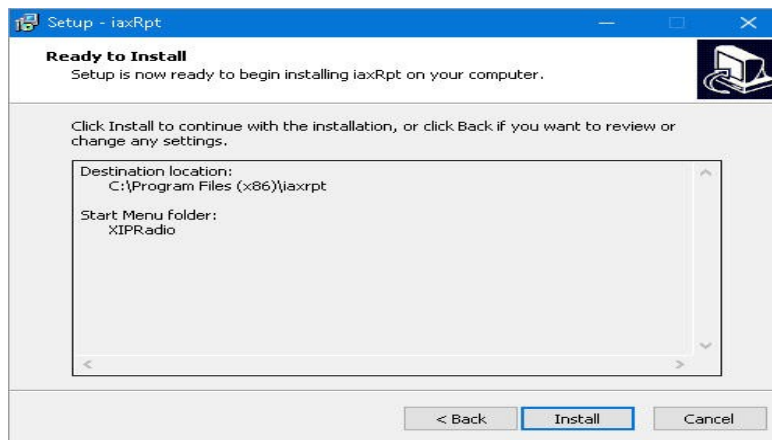 Setup - iaxRpt
Ready to Install
Setup is now ready to begin installing iaxRpt on your computer.
Click Install to continue with the installation, or click Back if you want to review or
change any settings.
Destination location:
C:\Program Files (x86)\iaxrpt
Start Menu folder:
XIPRadio
< Back
Install
Cancel